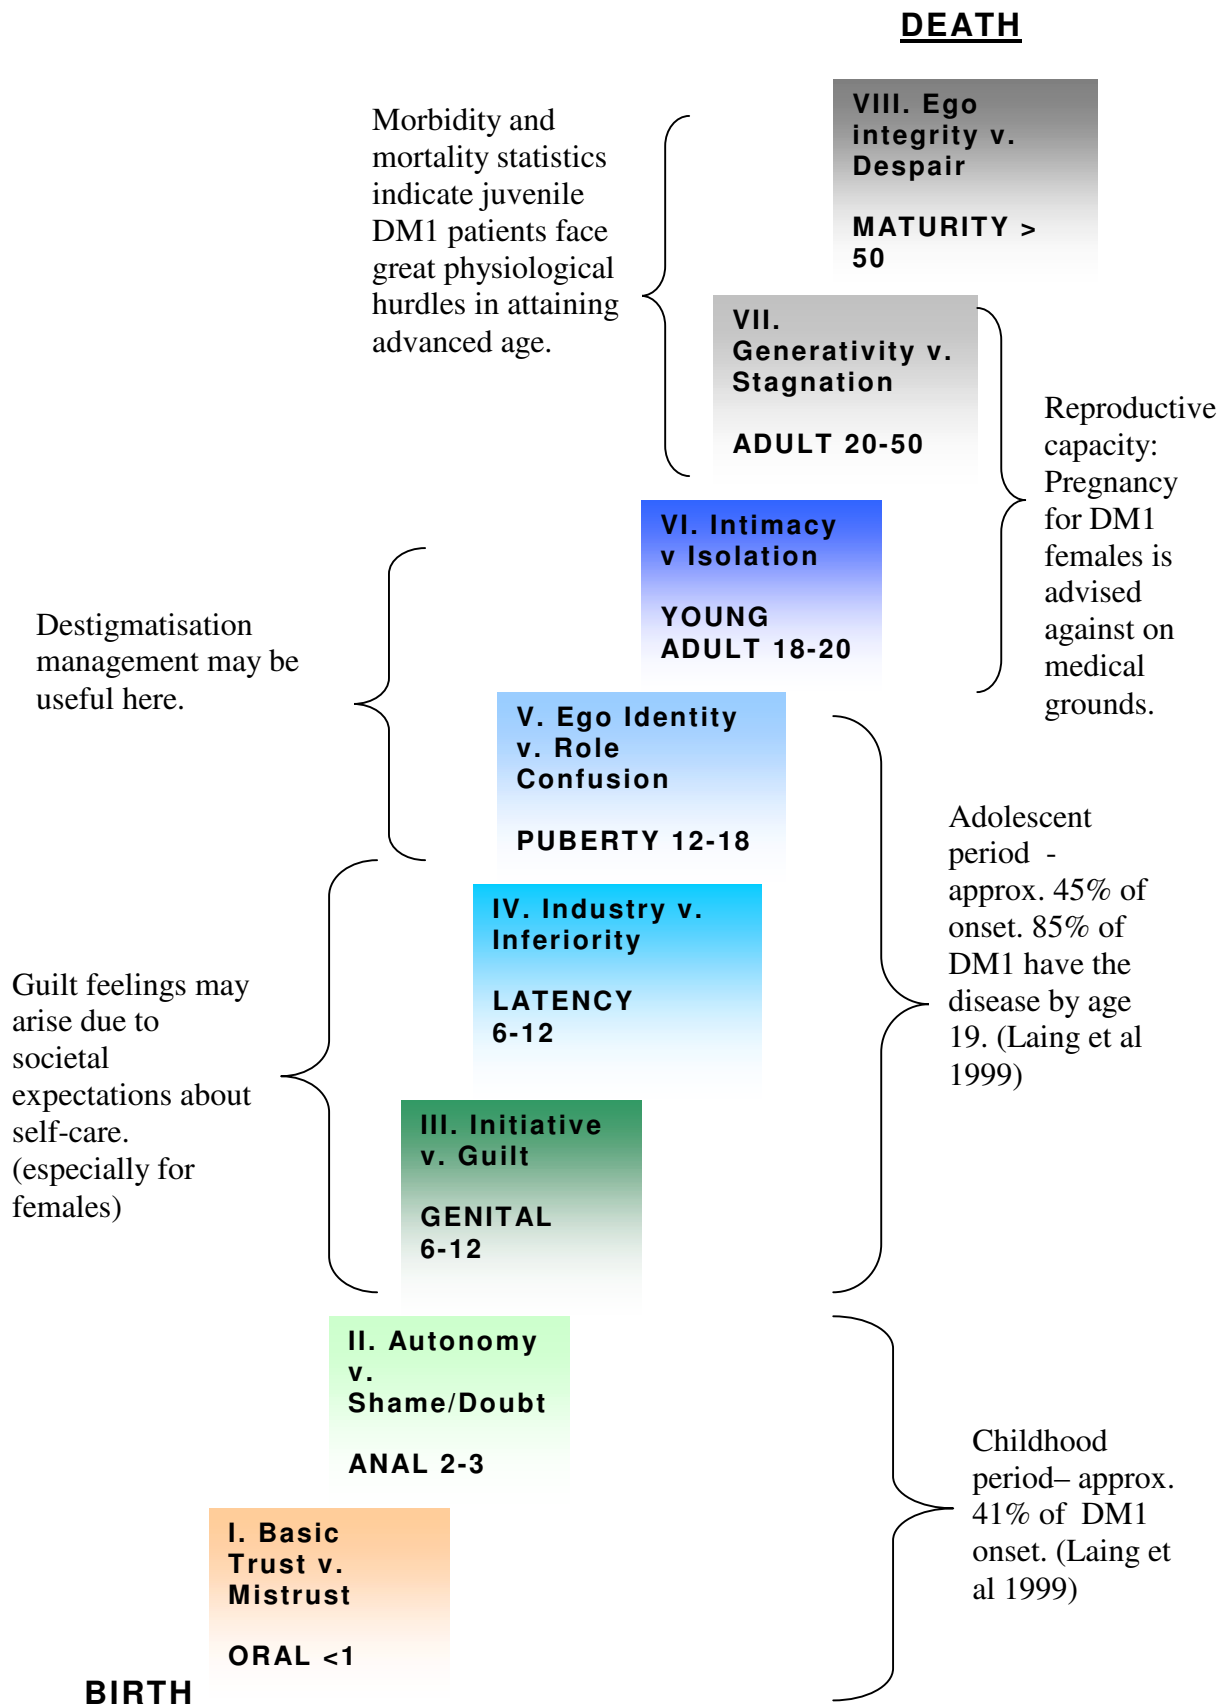 DEATH
VIII. Ego
integrity v.
Despair
MATURITY >
50
Morbidity and
mortality statistics
indicate juvenile
DM1 patients face
great physiological
hurdles in attaining
advanced age.
VII.
Generativity v.
Stagnation
ADULT 20-50
Reproductive
capacity:
Pregnancy
for DM1
females is
advised
against on
medical
grounds.
VI. Intimacy
v Isolation
YOUNG
ADULT 18-20
Destigmatisation
management may be
useful here.
V. Ego Identity
v. Role
Confusion
PUBERTY 12-18
Adolescent
period  -
approx. 45% of
onset. 85% of
DM1 have the
disease by age
19. (Laing et al
1999)
IV. Industry v.
Inferiority
LATENCY
6-12
Guilt feelings may
arise due to
societal
expectations about
self-care.
(especially for
females)
III. Initiative
v. Guilt
GENITAL
6-12
II. Autonomy
v.
Shame/Doubt
ANAL 2-3
Childhood
period– approx.
41% of  DM1
onset. (Laing et
al 1999)
I. Basic
Trust v.
Mistrust
ORAL <1
BIRTH